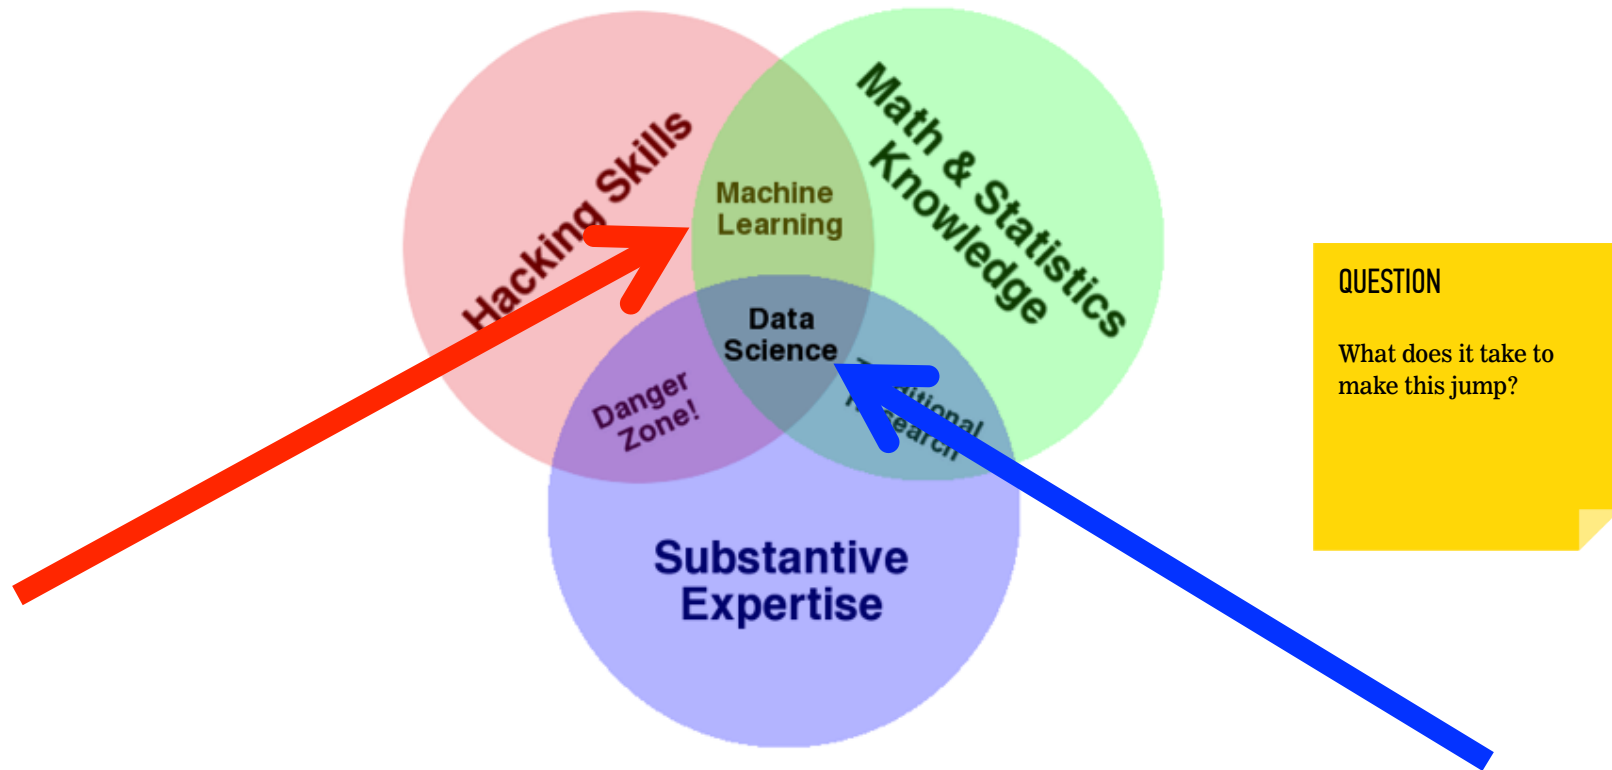 Hacking Skills
Math & Statistics
Knowledge
Machine
Learning
Data
Science
Danger
Zone!
Substantive
Expertise
QUESTION
What does it take to
make this jump?